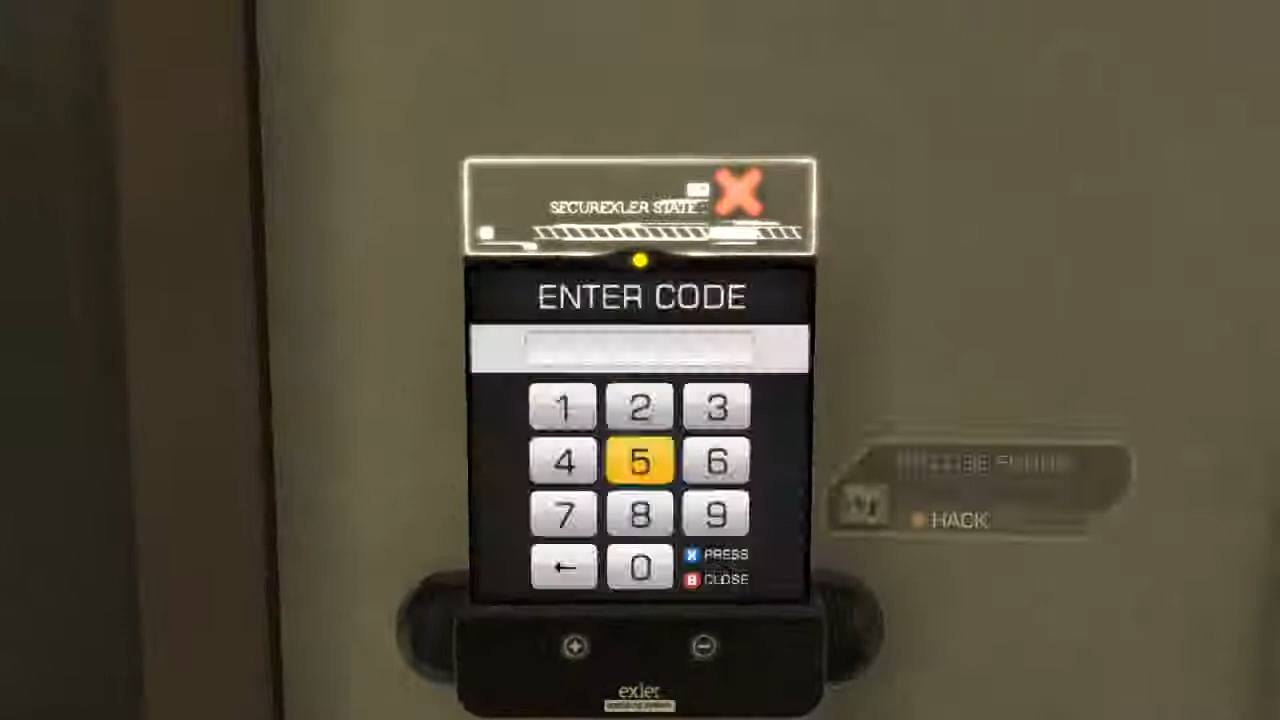 SECUREXLER STATE:
ENTER CODE
1 2 3
4 5 6
7 8 9
← 0
X PRESS
B CLOSE
HACK
exler